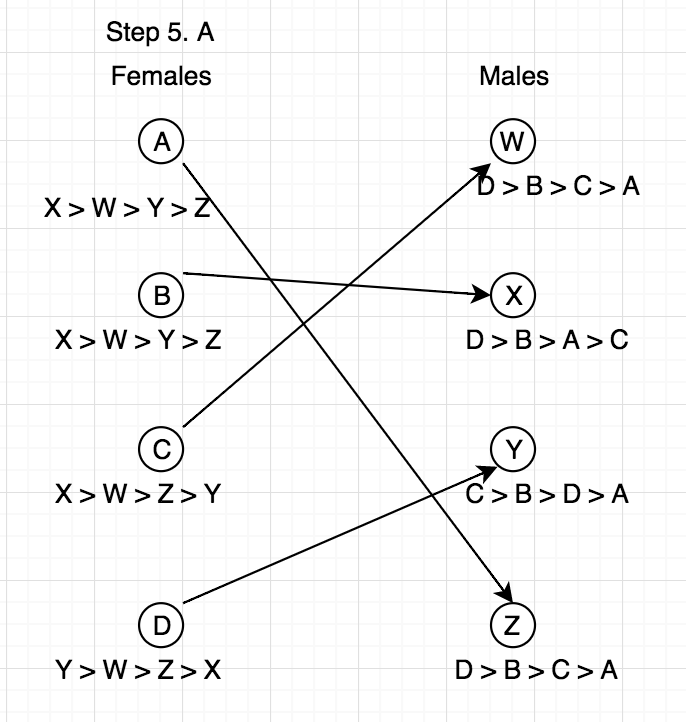 Step 5. A
Females
Males
A
W
X > W > Y > Z
D > B > C > A
B
X
X > W > Y > Z
D > B > A > C
C
Y
X > W > Z > Y
C > B > D > A
D
Z
Y > W > Z > X
D > B > C > A